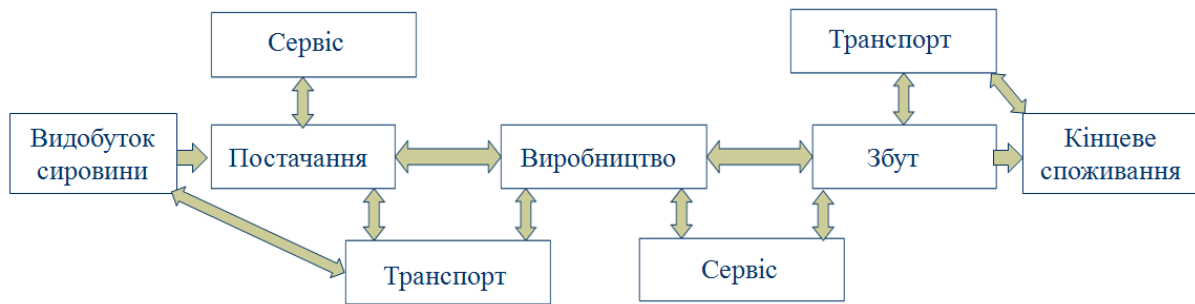 Сервіс
Транспорт
Видобуток
сировини
Постачання
Виробництво
Збут
Кінцеве
споживання
Транспорт
Сервіс